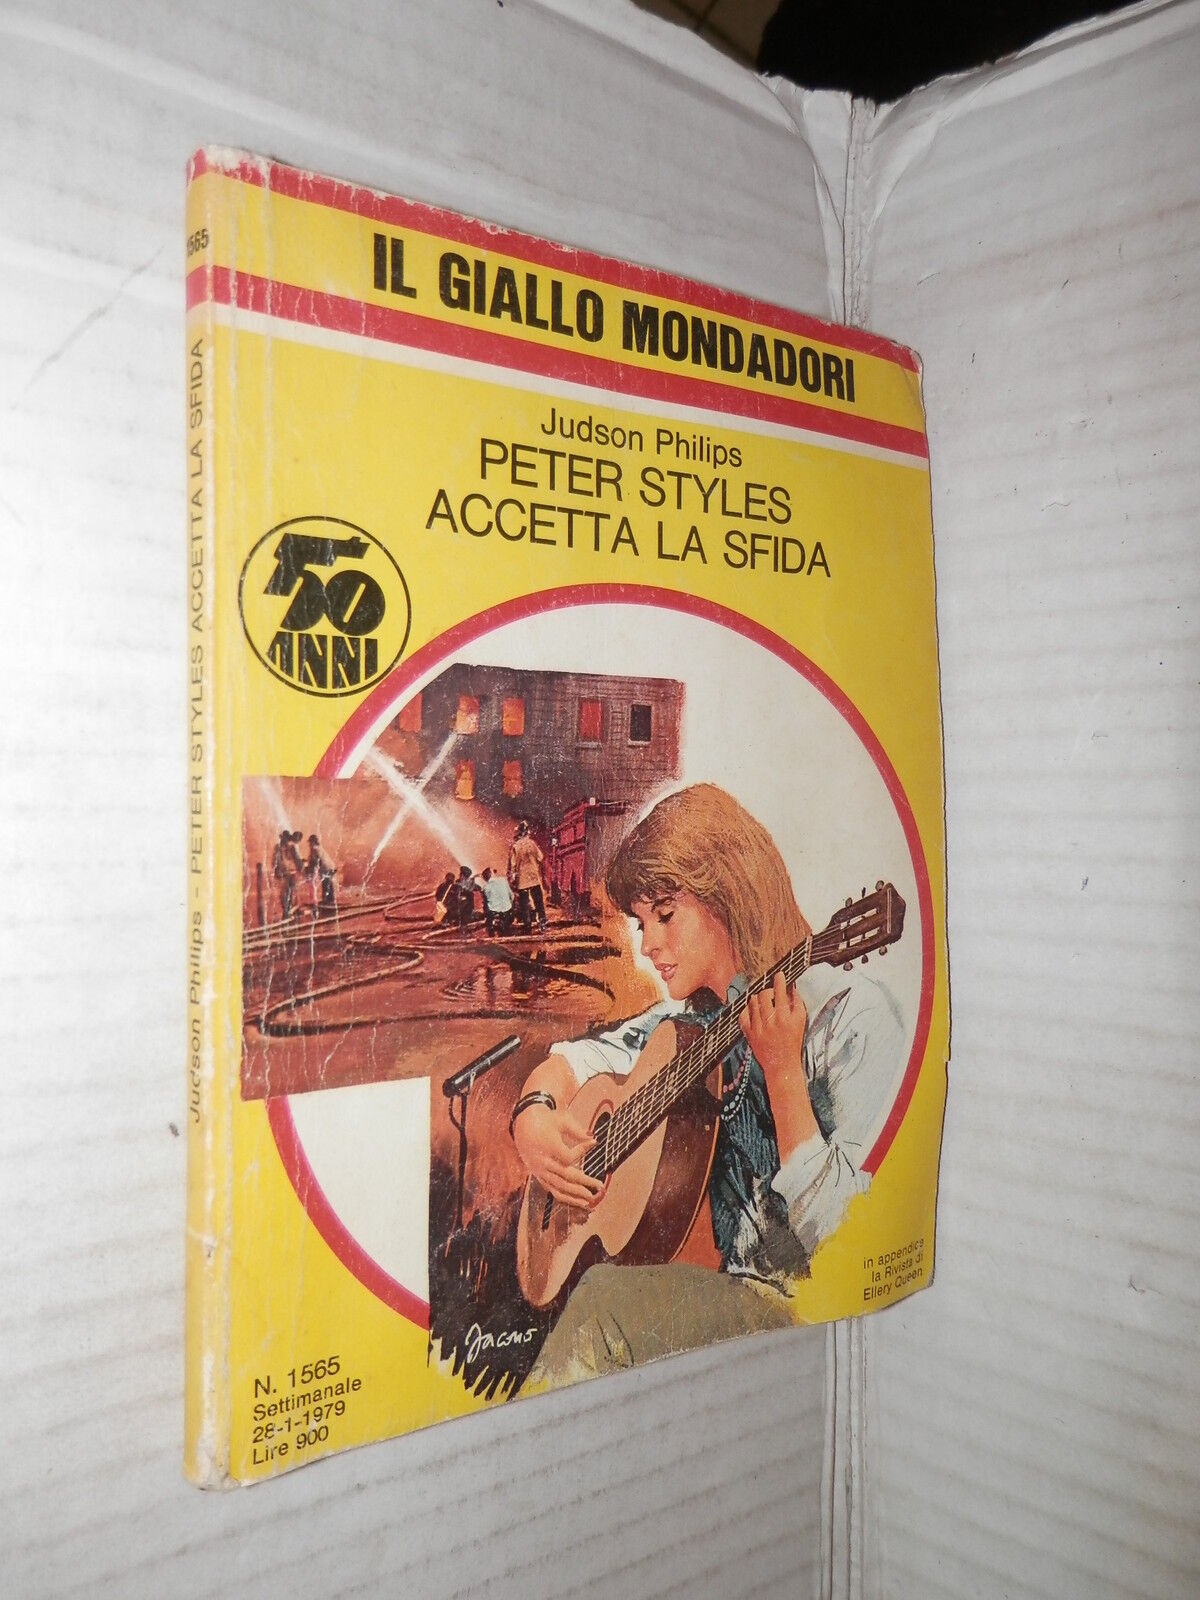 1565
Judson Philips - PETER STYLES ACCETTA LA SFIDA
IL GIALLO MONDADORI
Judson Philips
PETER STYLES
ACCETTA LA SFIDA
50
ANNI
Jacono
in appendice
la Rivista di
Ellery Queen
N. 1565
Settimanale
28-1-1979
Lire 900